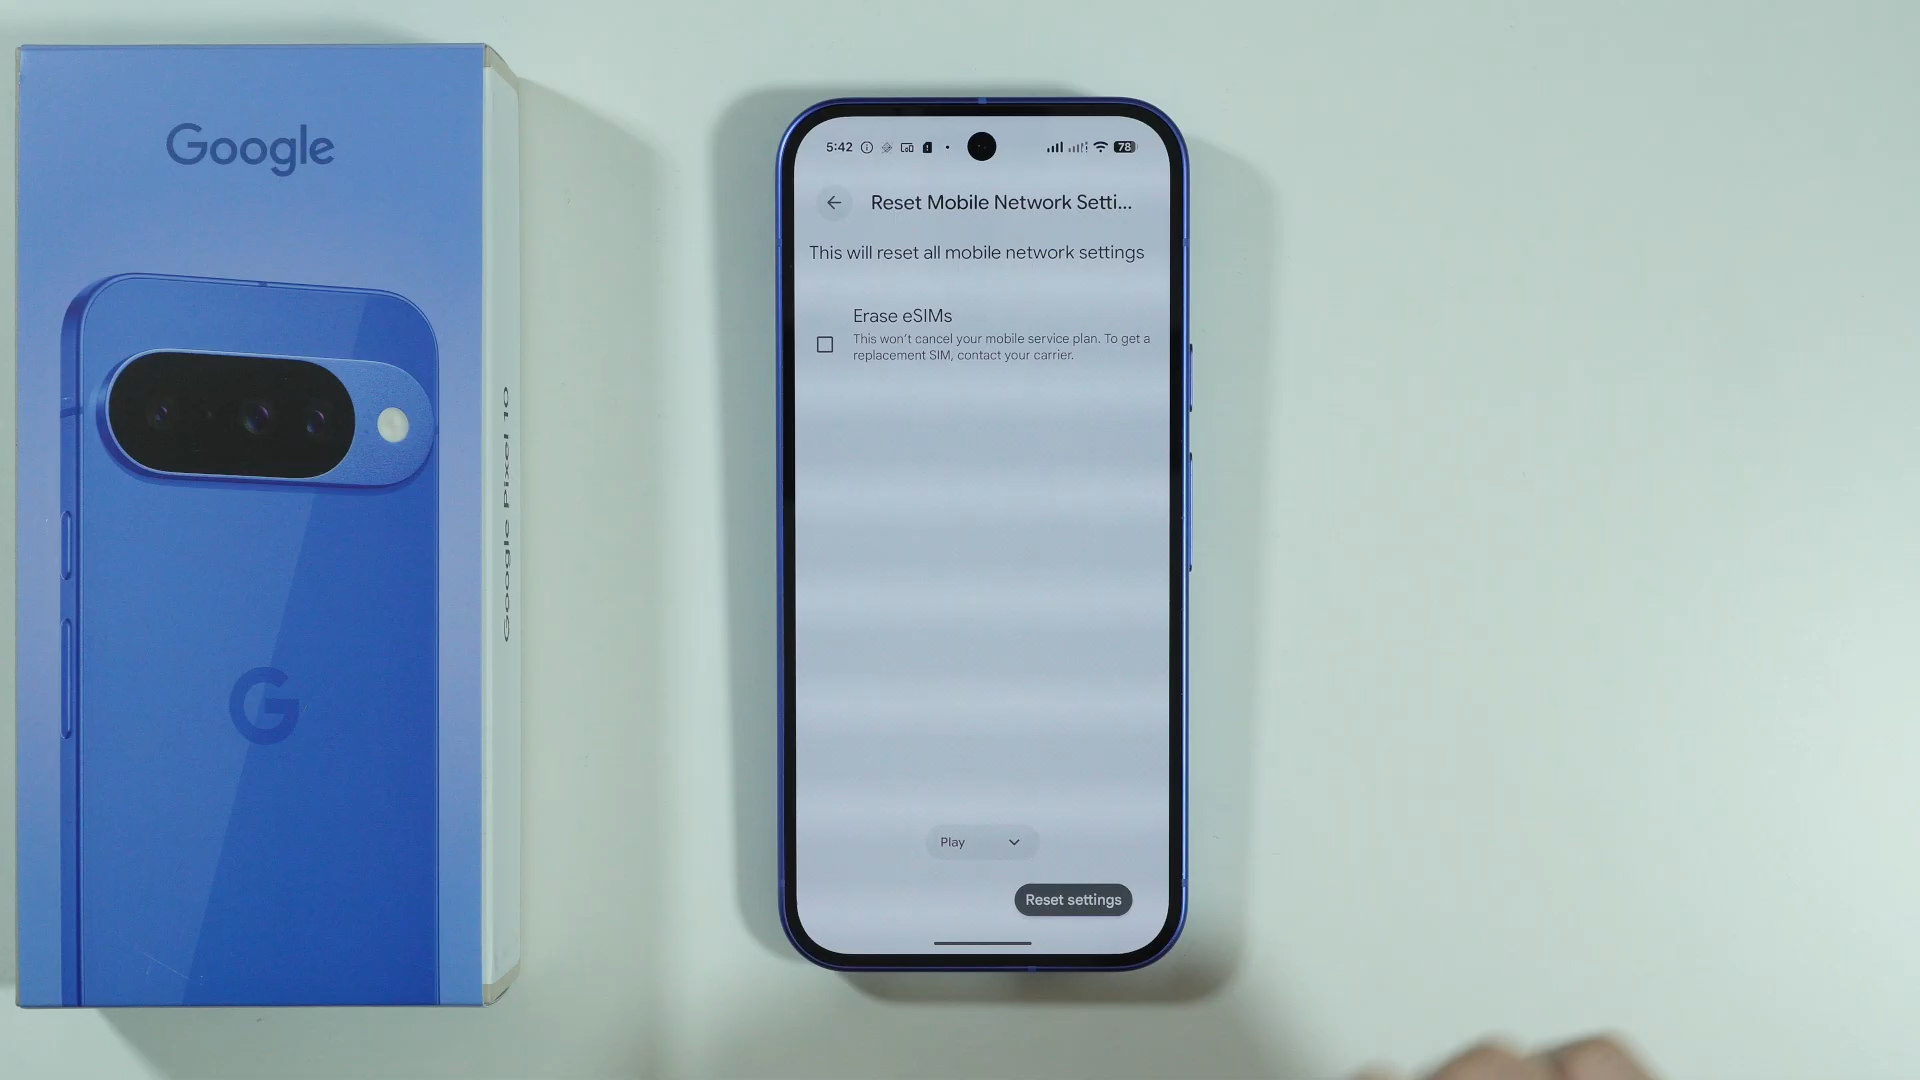 Google
G
Google Pixel 10
5:42
78
Reset Mobile Network Setti...
This will reset all mobile network settings
Erase eSIMs
This won't cancel your mobile service plan. To get a
replacement SIM, contact your carrier.
Play
Reset settings